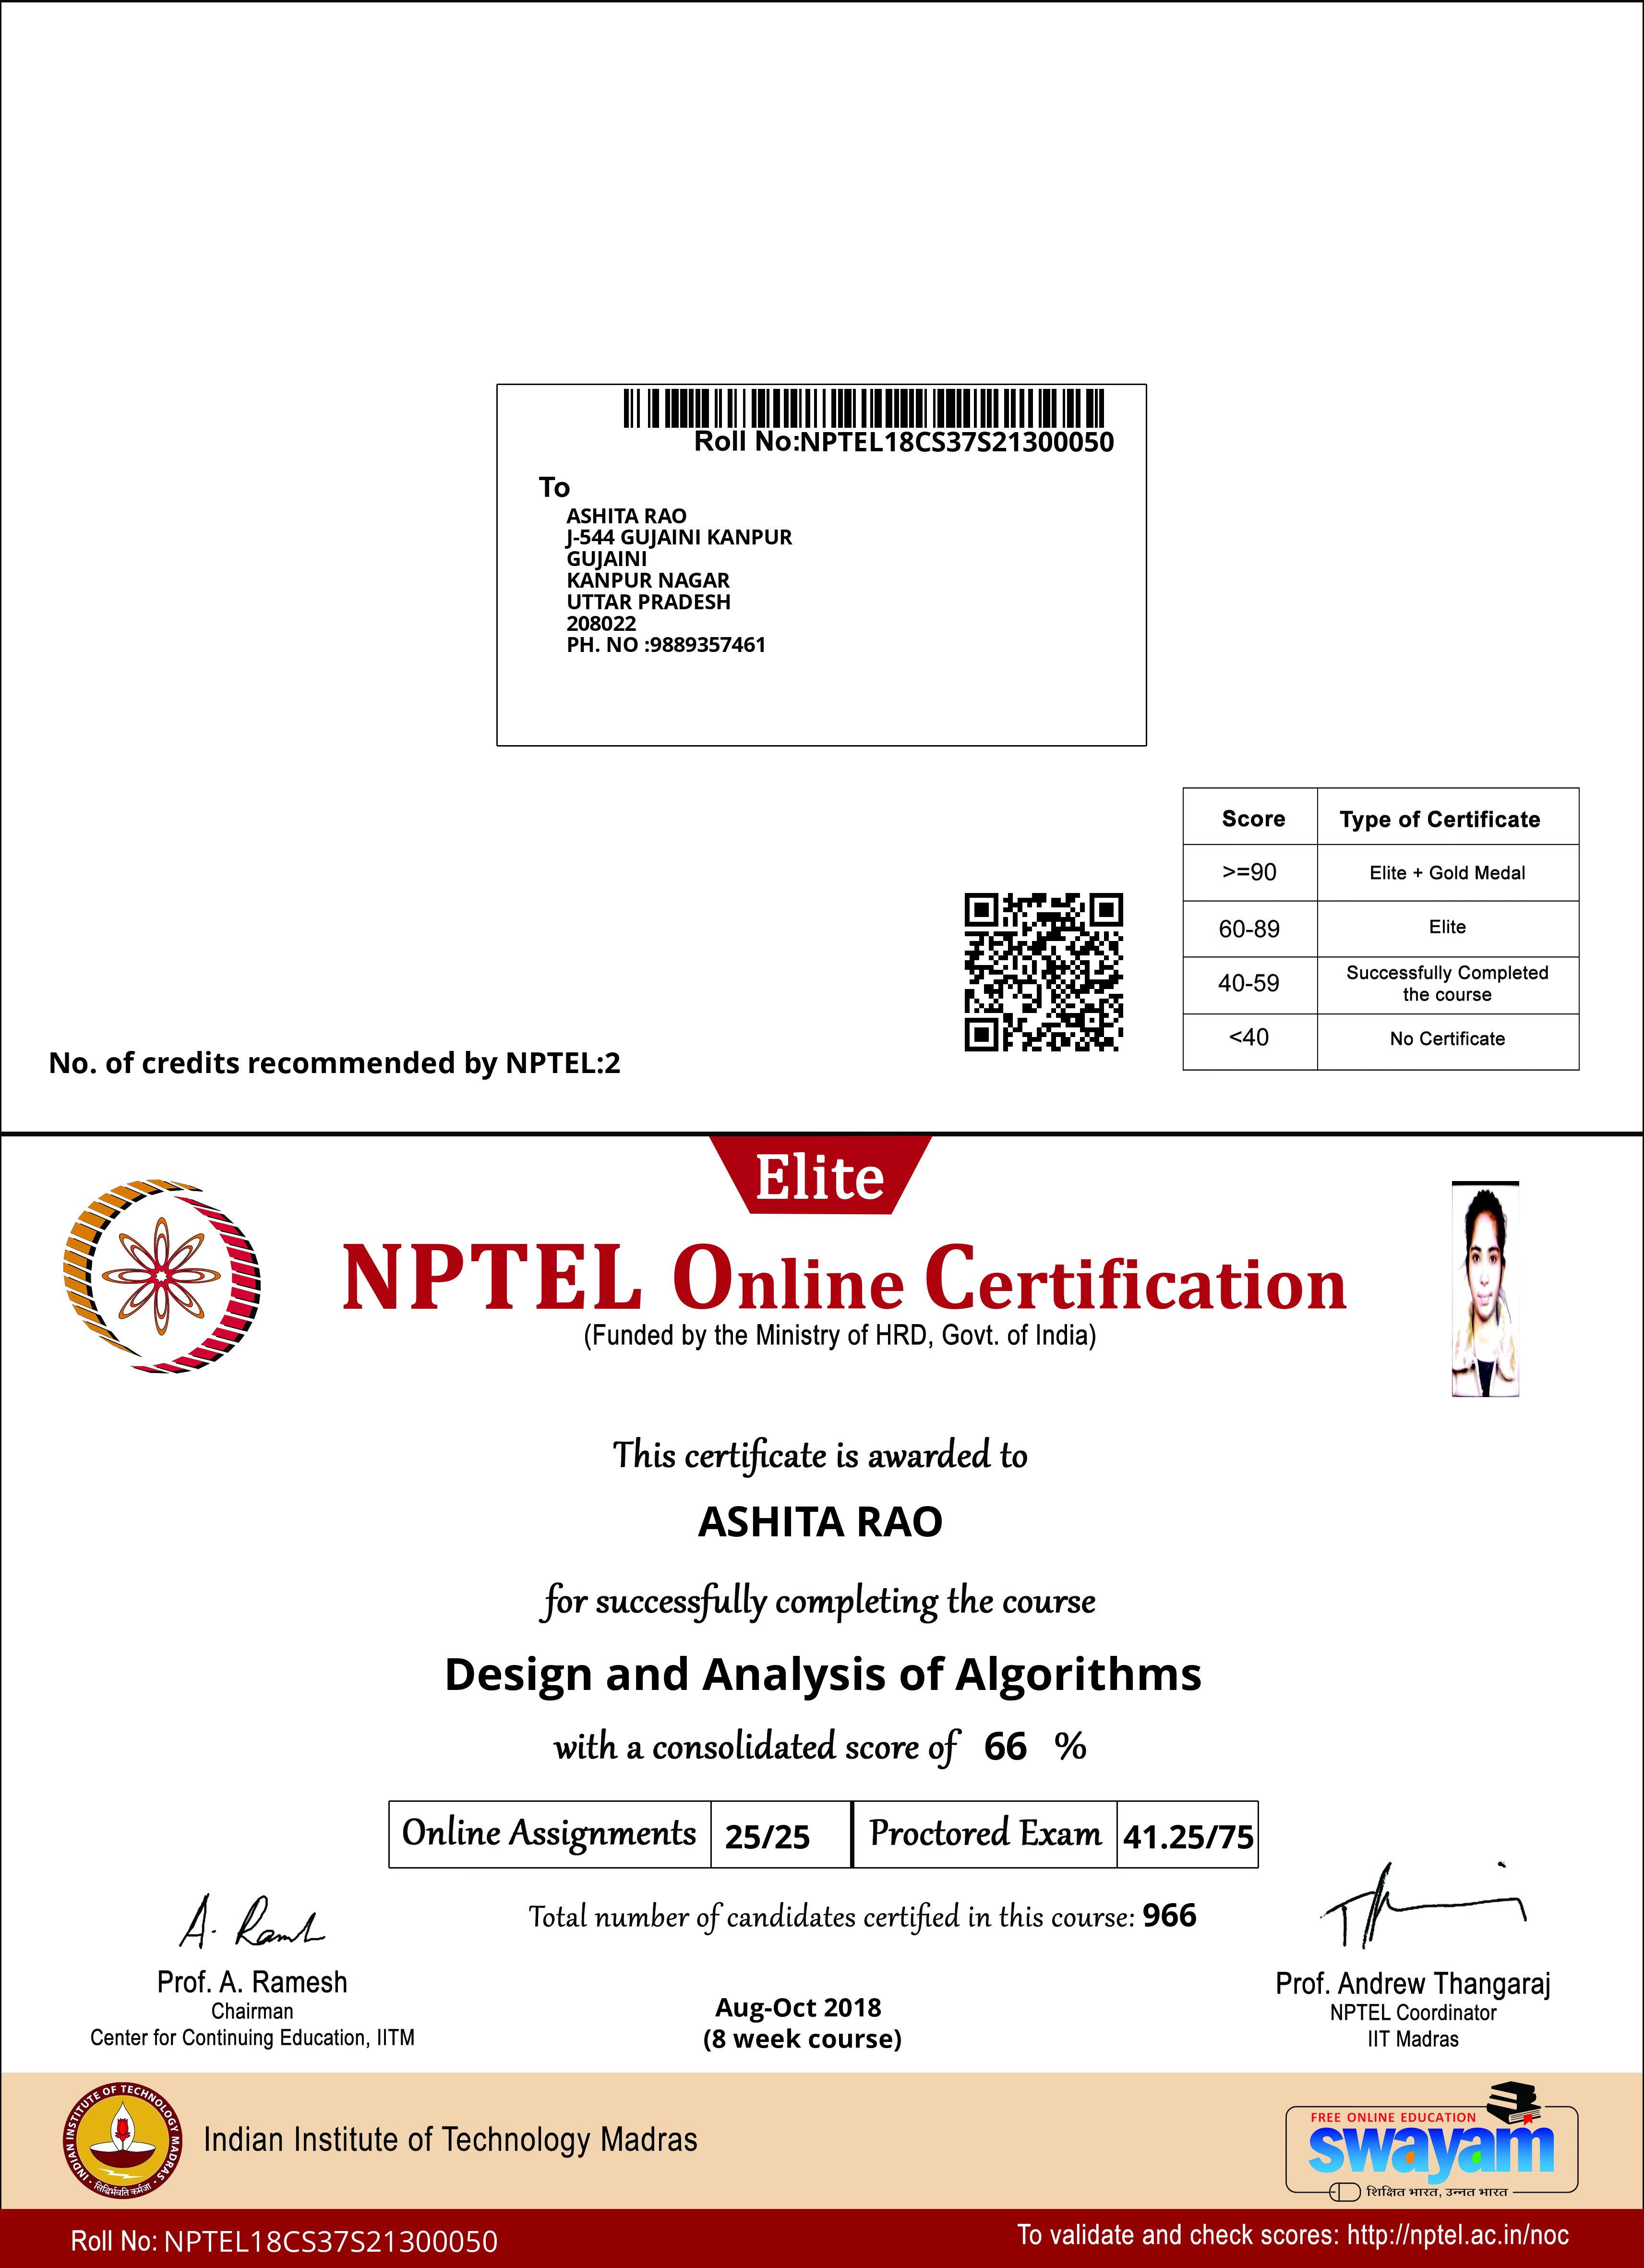 Roll No:NPTEL18CS37S21300050
To
ASHITA RAO
J-544 GUJAINI KANPUR
GUJAINI
KANPUR NAGAR
UTTAR PRADESH
208022
PH. NO :9889357461
Score Type of Certificate
>=90 Elite + Gold Medal
60-89 Elite
40-59 Successfully Completed
the course
<40 No Certificate
No. of credits recommended by NPTEL:2
Elite
NPTEL Online Certification
(Funded by the Ministry of HRD, Govt. of India)
This certificate is awarded to
ASHITA RAO
for successfully completing the course
Design and Analysis of Algorithms
with a consolidated score of 66 %
Online Assignments 25/25 Proctored Exam 41.25/75
Total number of candidates certified in this course: 966
A. Ramesh
Prof. A. Ramesh
Chairman
Center for Continuing Education, IITM
Aug-Oct 2018
(8 week course)
Prof. Andrew Thangaraj
NPTEL Coordinator
IIT Madras
INDIAN INSTITUTE OF TECHNOLOGY MADRAS
सिद्धिर्भवति कर्मजा
Indian Institute of Technology Madras
FREE ONLINE EDUCATION
swayam
शिक्षित भारत, उन्नत भारत
Roll No: NPTEL18CS37S21300050
To validate and check scores: http://nptel.ac.in/noc